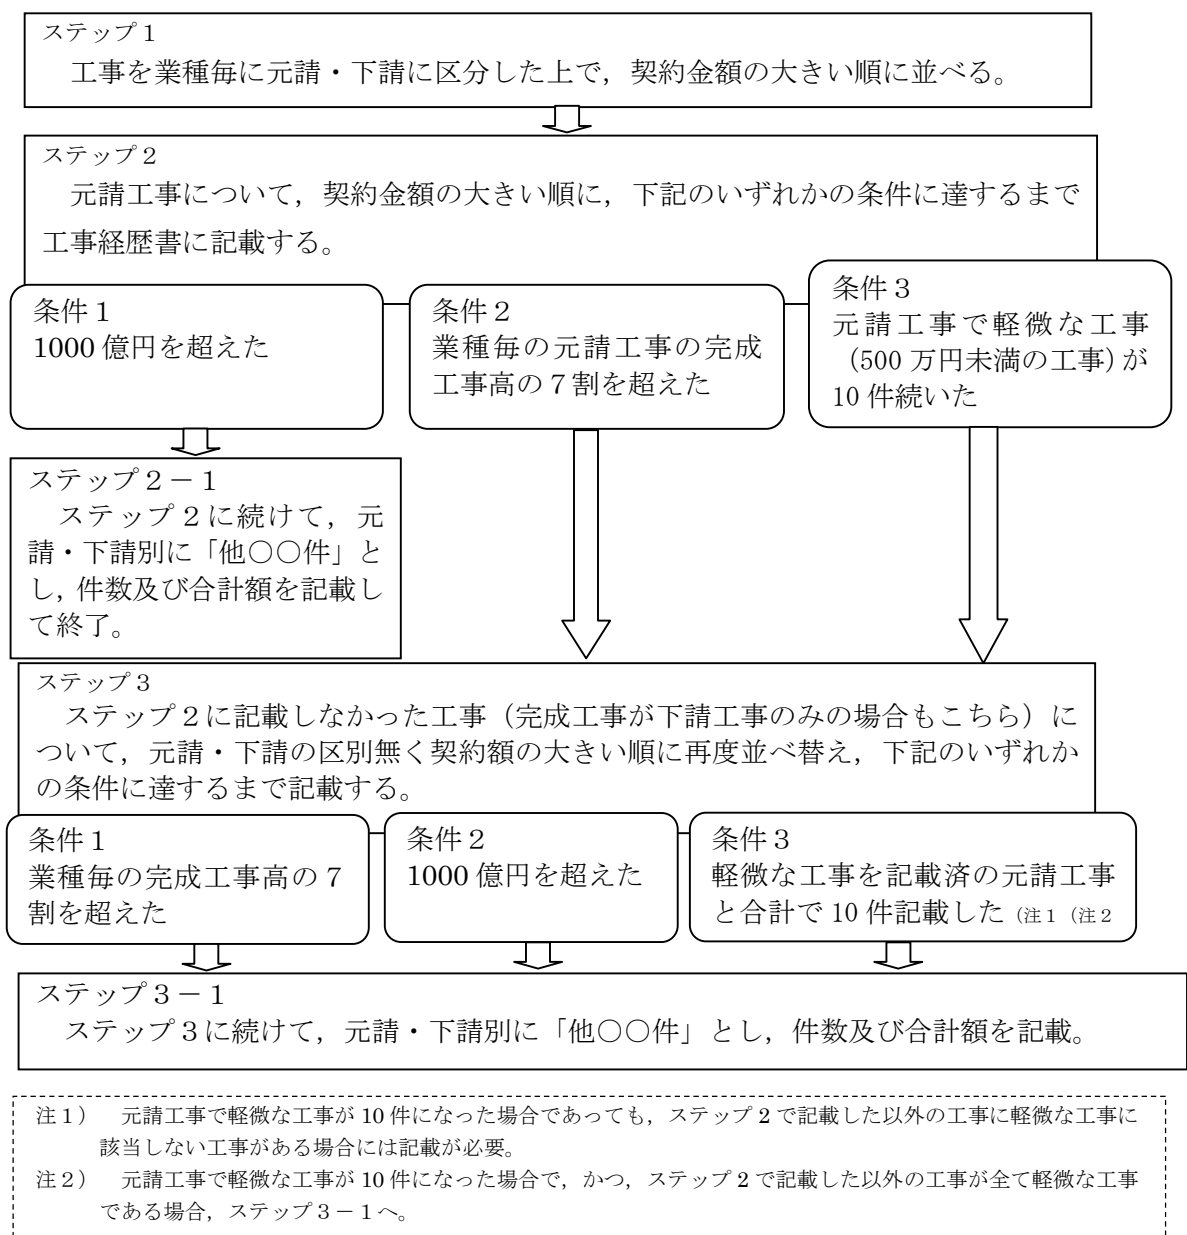 ステップ１
工事を業種毎に元請・下請に区分した上で，契約金額の大きい順に並べる。
ステップ２
元請工事について，契約金額の大きい順に，下記のいずれかの条件に達するまで
工事経歴書に記載する。
条件１
1000 億円を超えた
条件２
業種毎の元請工事の完成
工事高の７割を超えた
条件３
元請工事で軽微な工事
（500 万円未満の工事）が
10 件続いた
ステップ２－１
ステップ２に続けて，元
請・下請別に「他○○件」と
し，件数及び合計額を記載し
て終了。
ステップ３
ステップ２に記載しなかった工事（完成工事が下請工事のみの場合もこちら）に
ついて，元請・下請の区別無く契約額の大きい順に再度並べ替え，下記のいずれか
の条件に達するまで記載する。
条件１
業種毎の完成工事高の７
割を超えた
条件２
1000 億円を超えた
条件３
軽微な工事を記載済の元請工事
と合計で 10 件記載した（注１（注２
ステップ３－１
ステップ３に続けて，元請・下請別に「他○○件」とし，件数及び合計額を記載。
注１） 元請工事で軽微な工事が 10 件になった場合であっても，ステップ 2 で記載した以外の工事に軽微な工事に
該当しない工事がある場合には記載が必要。
注２） 元請工事で軽微な工事が 10 件になった場合で，かつ，ステップ 2 で記載した以外の工事が全て軽微な工事
である場合，ステップ３－１へ。